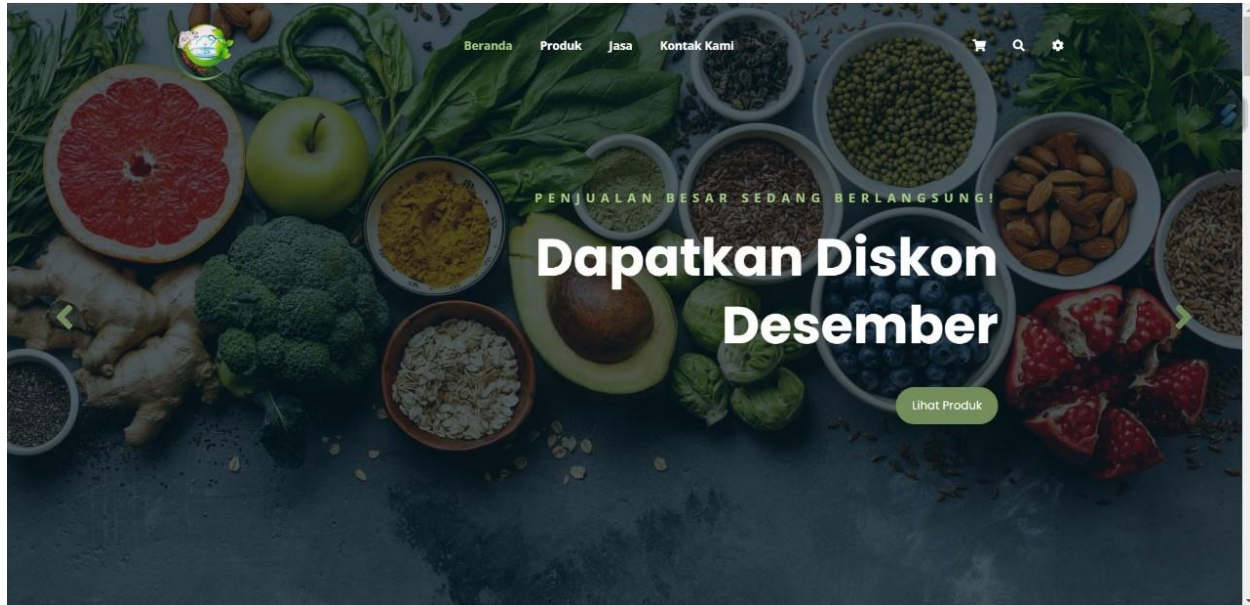 Beranda Produk Jasa Kontak Kami
PENJUALAN BESAR SEDANG BERLANGSUNG!
Dapatkan Diskon
Desember
Lihat Produk